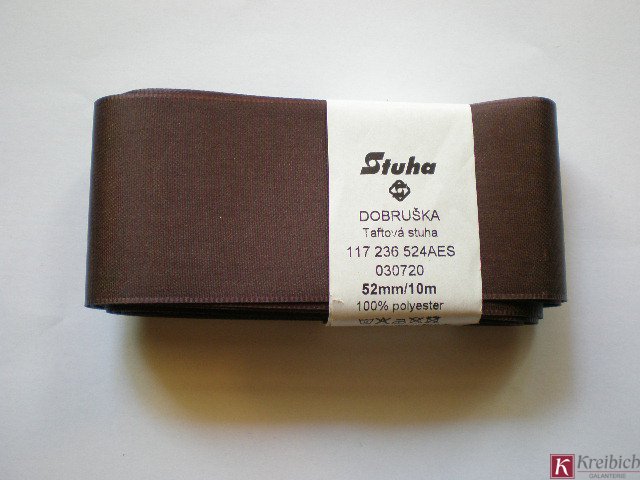 Stuha
DOBRUŠKA
Taftová stuha
117 236 524AES
030720
52mm/10m
100% polyester
K Kreibich
GALANTERIE